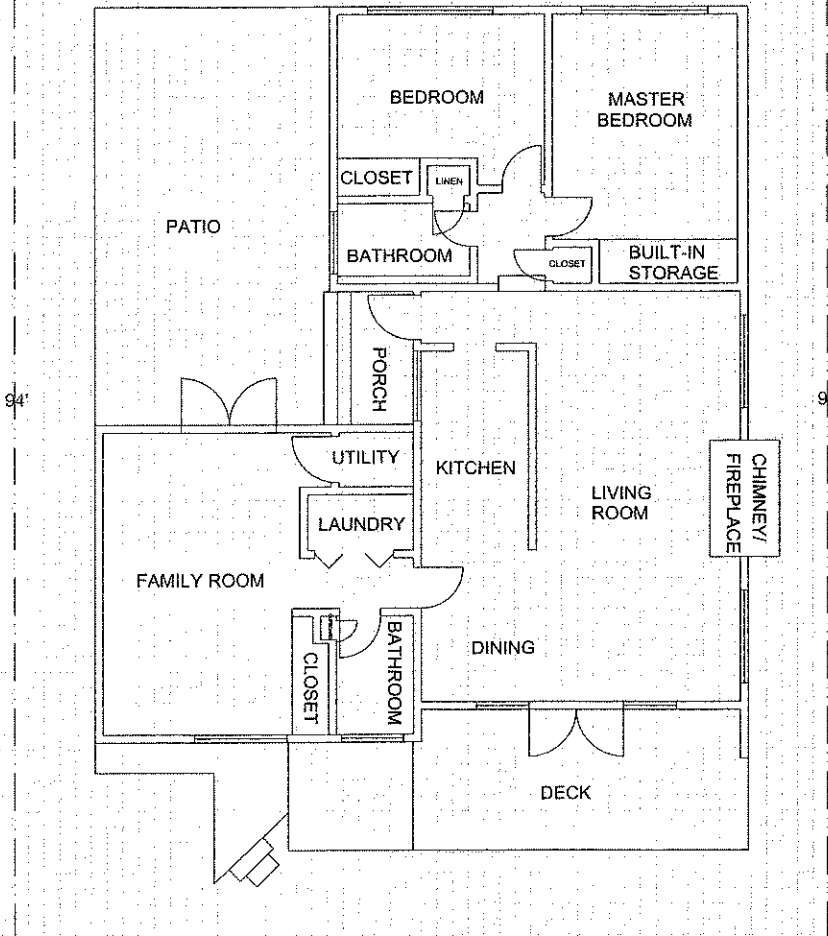 BEDROOM
MASTER
BEDROOM
CLOSET
LINEN
PATIO
BATHROOM
CLOSET
BUILT-IN
STORAGE
PORCH
94'
9
UTILITY
KITCHEN
LIVING
ROOM
CHIMNEY/
FIREPLACE
LAUNDRY
FAMILY ROOM
CLOSET
BATHROOM
DINING
DECK